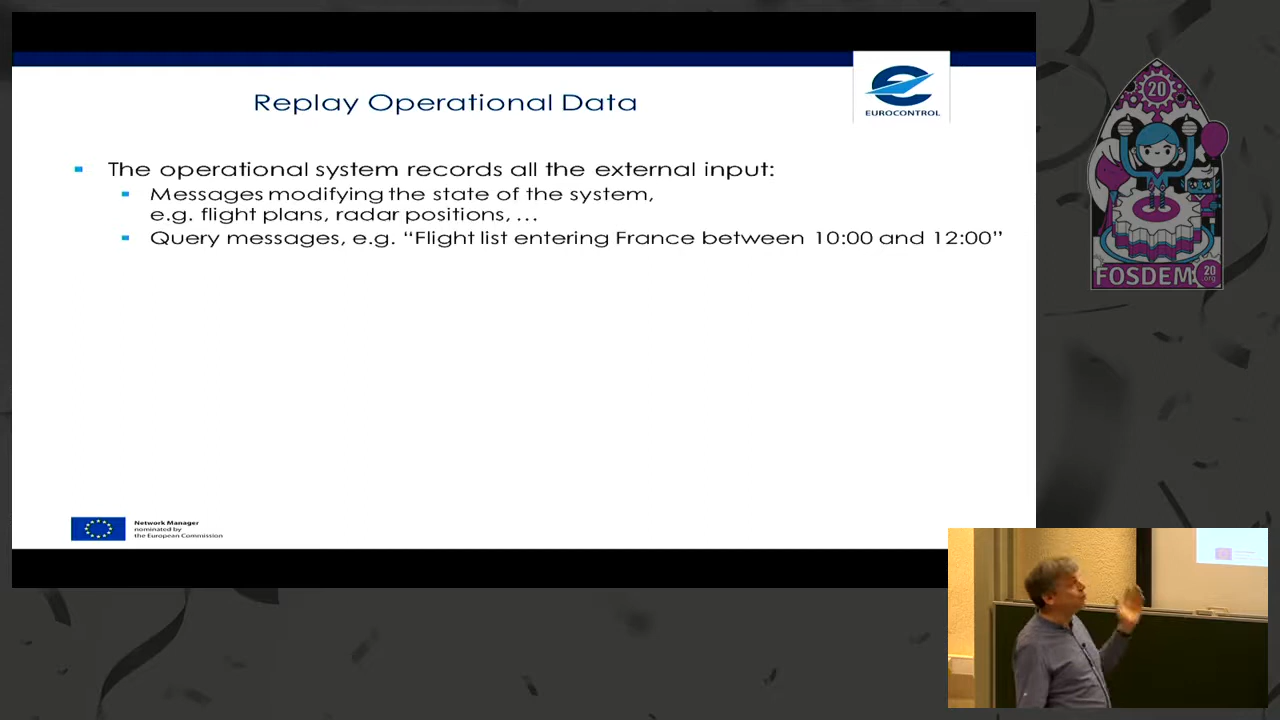 Replay Operational Data
EUROCONTROL
The operational system records all the external input:
Messages modifying the state of the system,
e.g. flight plans, radar positions, …
Query messages, e.g. “Flight list entering France between 10:00 and 12:00”
Network Manager
nominated by
the European Commission
20
FOSDEM
20
.org